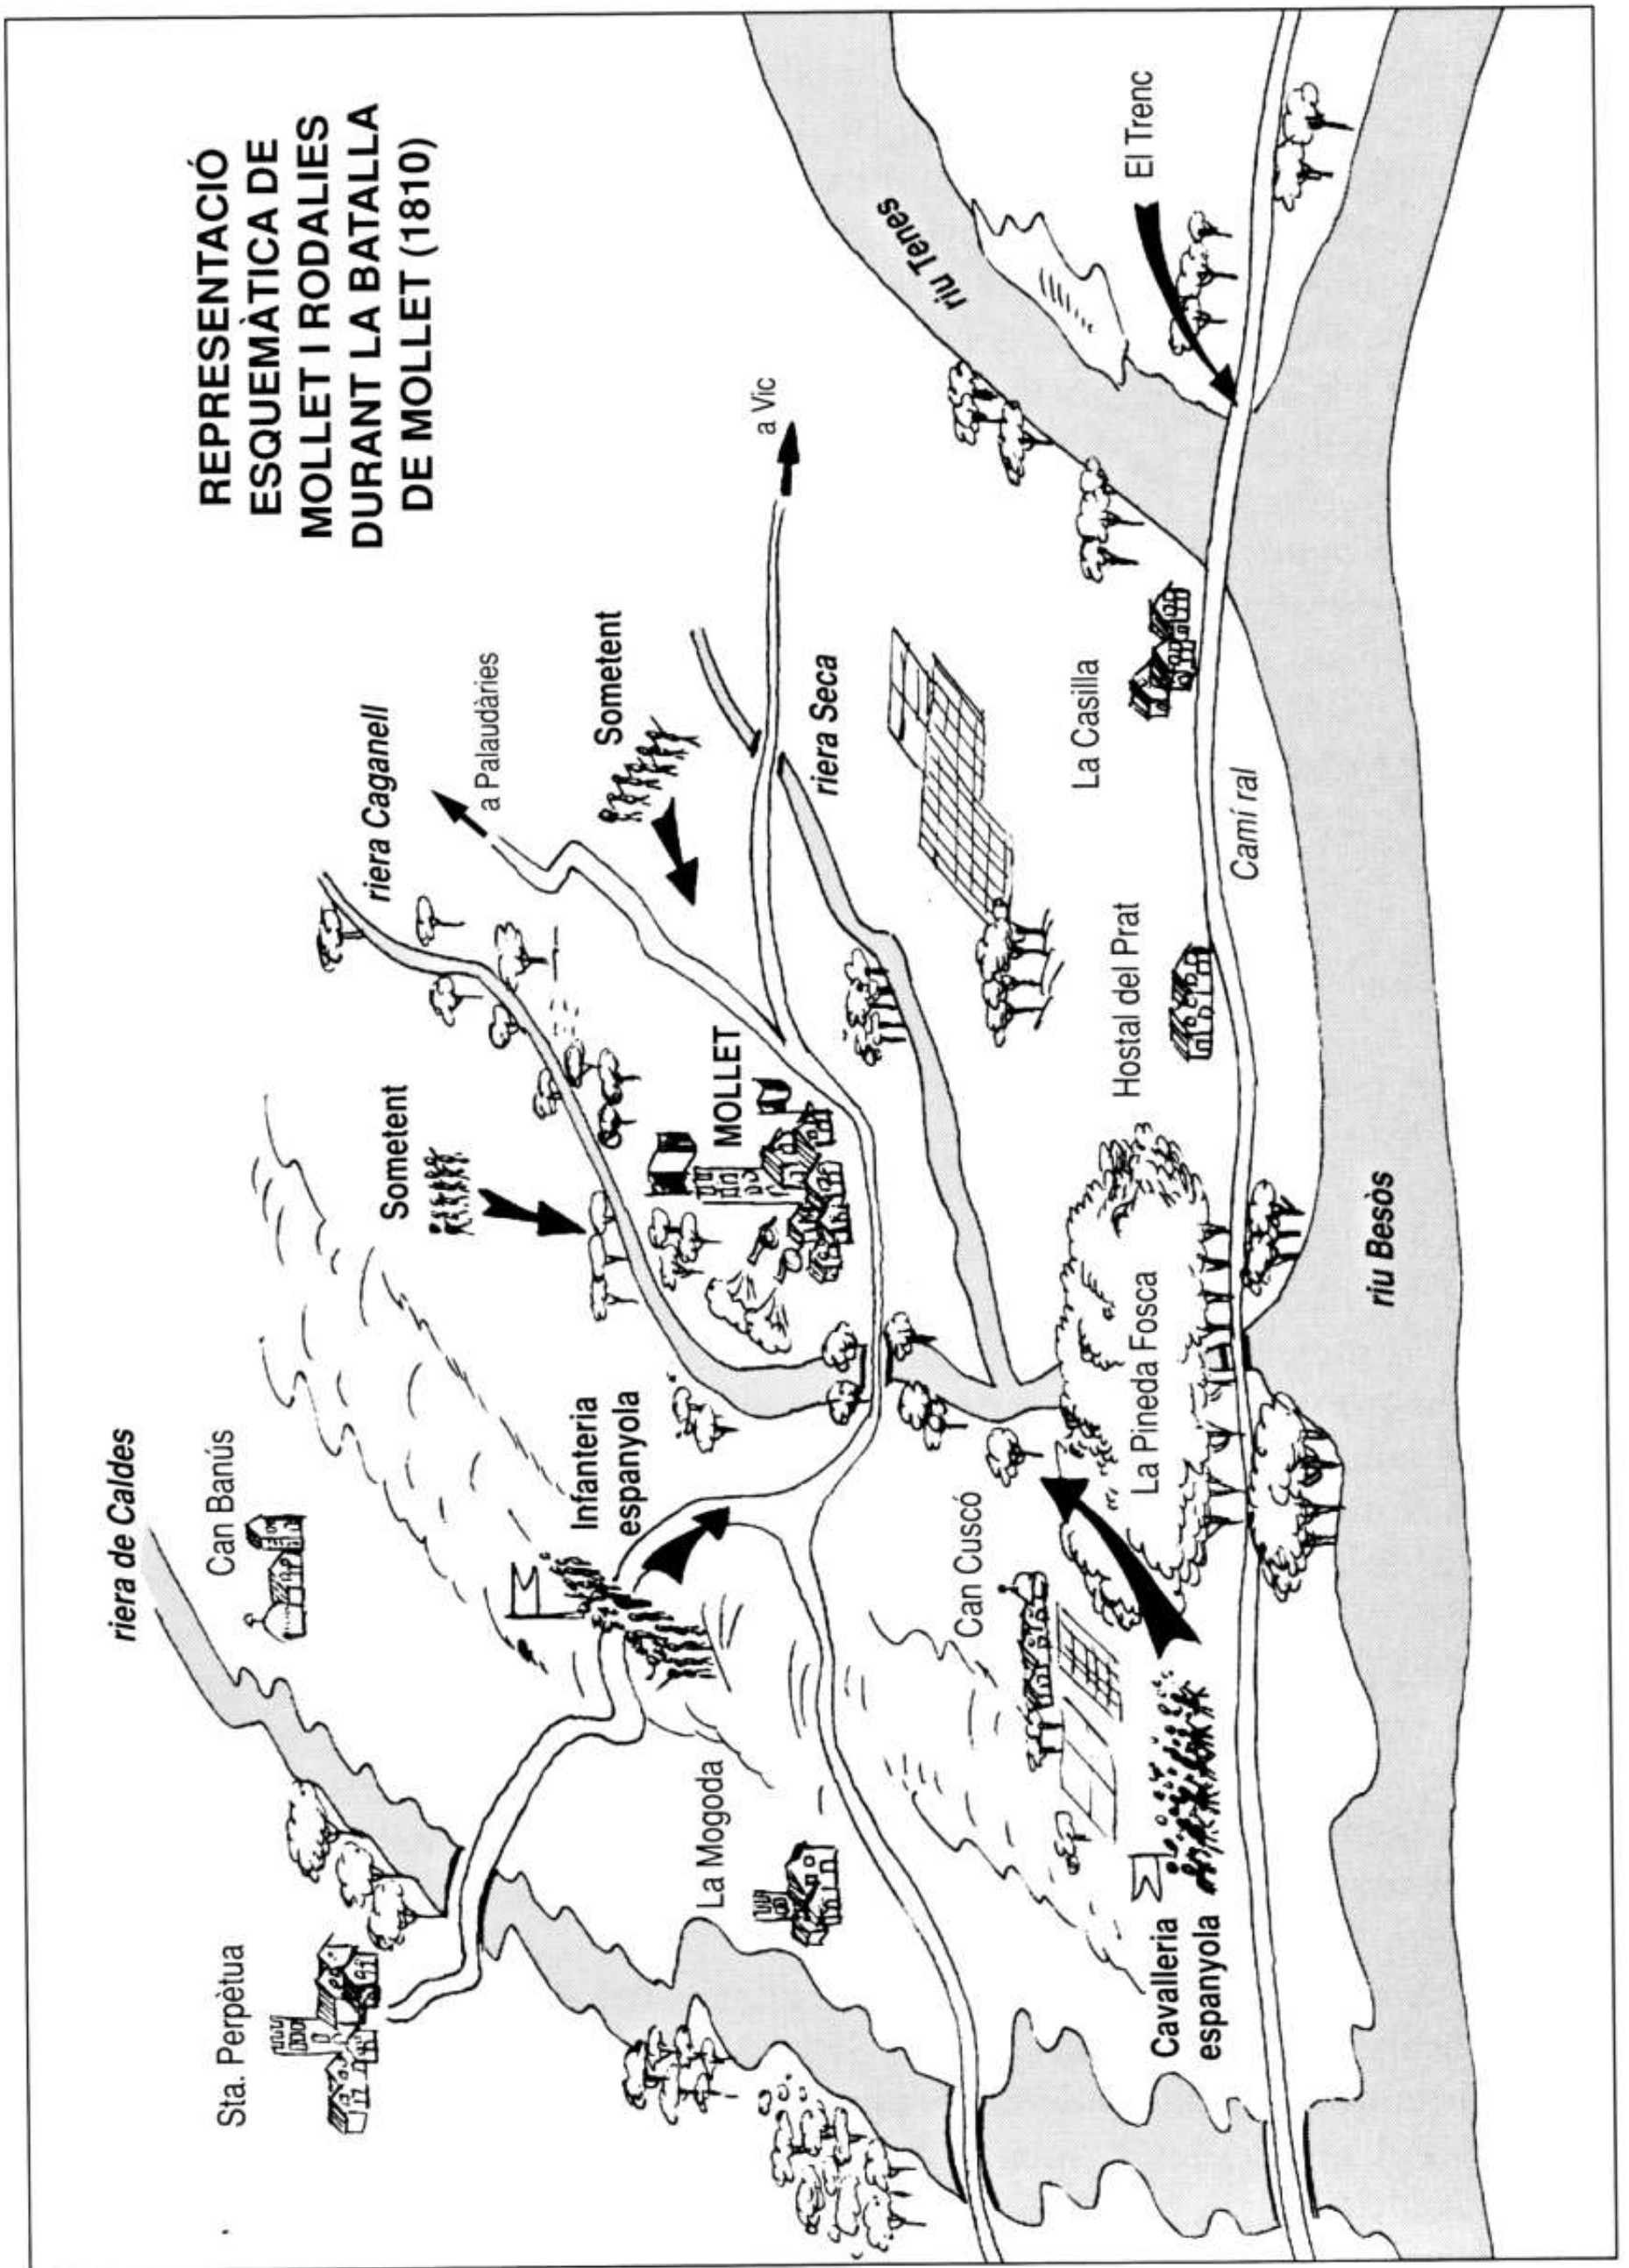 REPRESENTACIÓ
ESQUEMÀTICA DE
MOLLET I RODALIES
DURANT LA BATALLA
DE MOLLET (1810)
riera de Caldes
Can Banús
Sta. Perpètua
riera Caganell
a Palaudàries
Sometent
Sometent
a Vic
Infanteria
espanyola
MOLLET
riera Seca
riu Tenes
La Mogoda
Can Cuscó
La Casilla
El Trenc
Hostal del Prat
La Pineda Fosca
Cavalleria
espanyola
Camí ral
riu Besòs